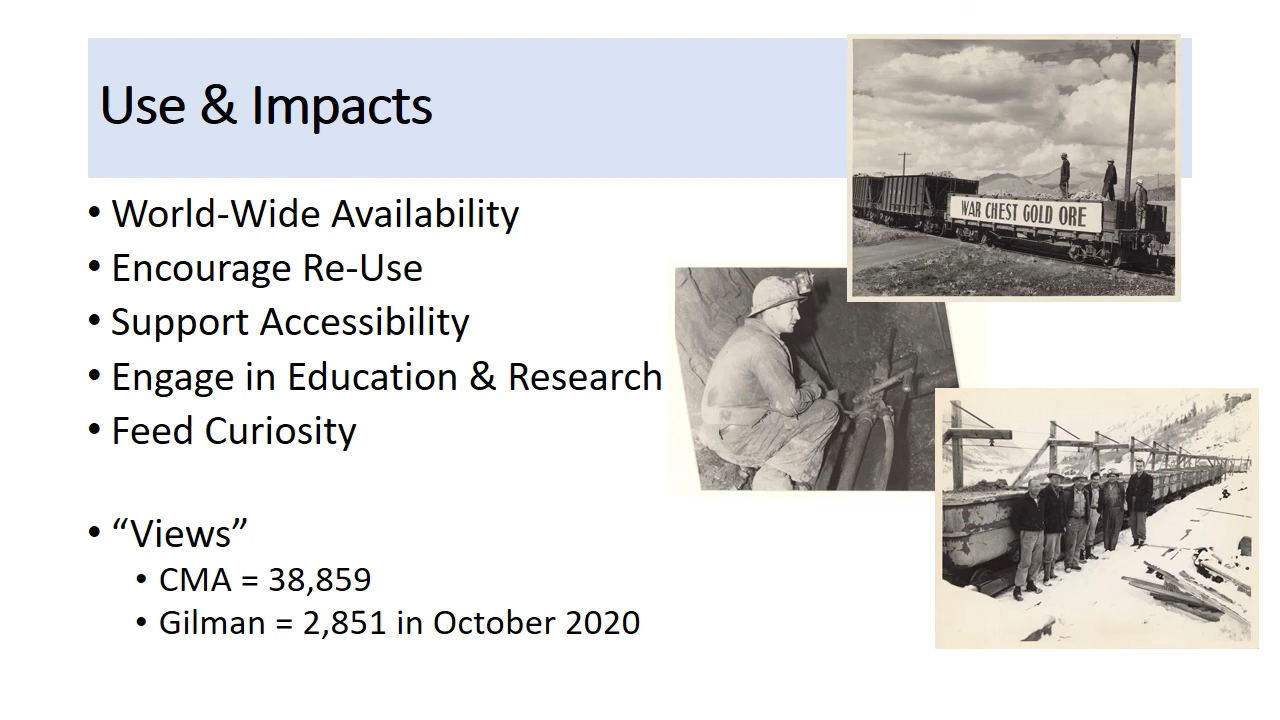 Use & Impacts
• World-Wide Availability
• Encourage Re-Use
• Support Accessibility
• Engage in Education & Research
• Feed Curiosity
• “Views”
• CMA = 38,859
• Gilman = 2,851 in October 2020
WAR CHEST GOLD ORE